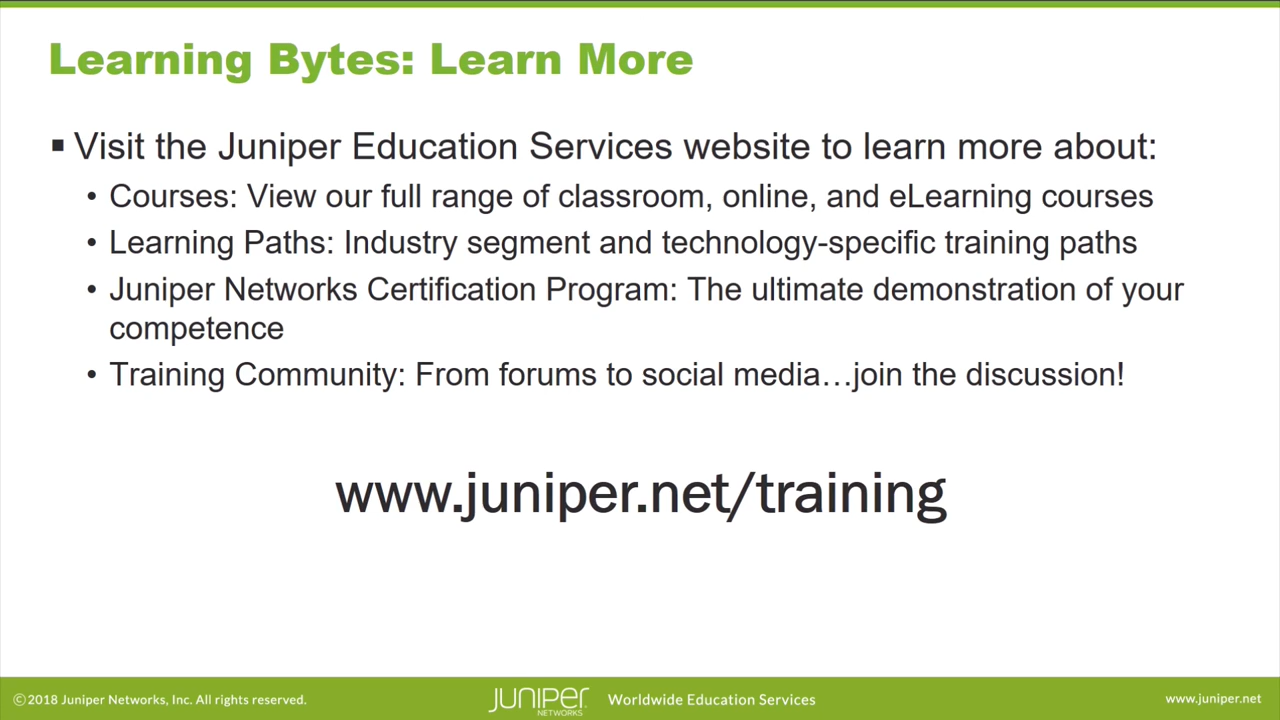 Learning Bytes: Learn More
▪ Visit the Juniper Education Services website to learn more about:
• Courses: View our full range of classroom, online, and eLearning courses
• Learning Paths: Industry segment and technology-specific training paths
• Juniper Networks Certification Program: The ultimate demonstration of your
competence
• Training Community: From forums to social media…join the discussion!
www.juniper.net/training
©2018 Juniper Networks, Inc. All rights reserved.
JUNIPER
NETWORKS
Worldwide Education Services
www.juniper.net